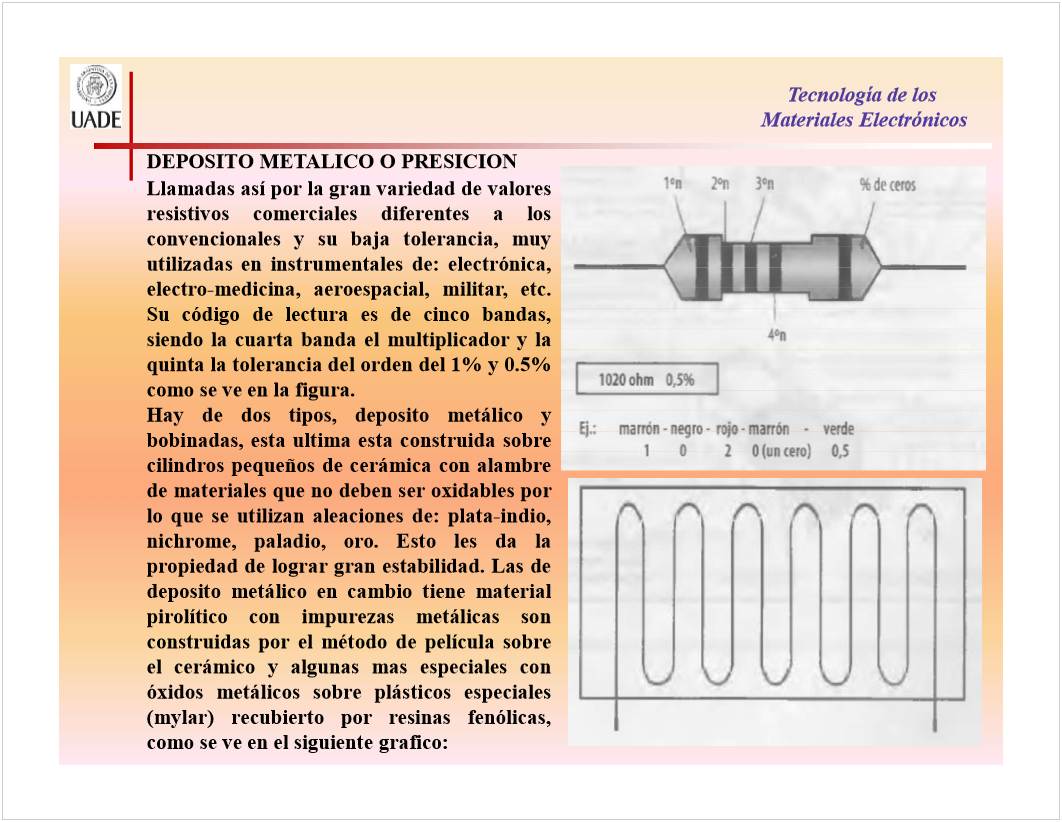 UADE
Tecnología de los
Materiales Electrónicos
DEPOSITO METALICO O PRESICION
Llamadas así por la gran variedad de valores
resistivos comerciales diferentes a los
convencionales y su baja tolerancia, muy
utilizadas en instrumentales de: electrónica,
electro-medicina, aeroespacial, militar, etc.
Su código de lectura es de cinco bandas,
siendo la cuarta banda el multiplicador y la
quinta la tolerancia del orden del 1% y 0.5%
como se ve en la figura.
Hay de dos tipos, deposito metálico y
bobinadas, esta ultima esta construida sobre
cilindros pequeños de cerámica con alambre
de materiales que no deben ser oxidables por
lo que se utilizan aleaciones de: plata-indio,
nichrome, paladio, oro. Esto les da la
propiedad de lograr gran estabilidad. Las de
deposito metálico en cambio tiene material
pirolítico con impurezas metálicas son
construidas por el método de película sobre
el cerámico y algunas mas especiales con
óxidos metálicos sobre plásticos especiales
(mylar) recubierto por resinas fenólicas,
como se ve en el siguiente grafico:
1ºn 2ºn 3ºn % de ceros
4ºn
1020 ohm 0,5%
Ej.: marrón - negro - rojo - marrón - verde
1 0 2 0 (un cero) 0,5